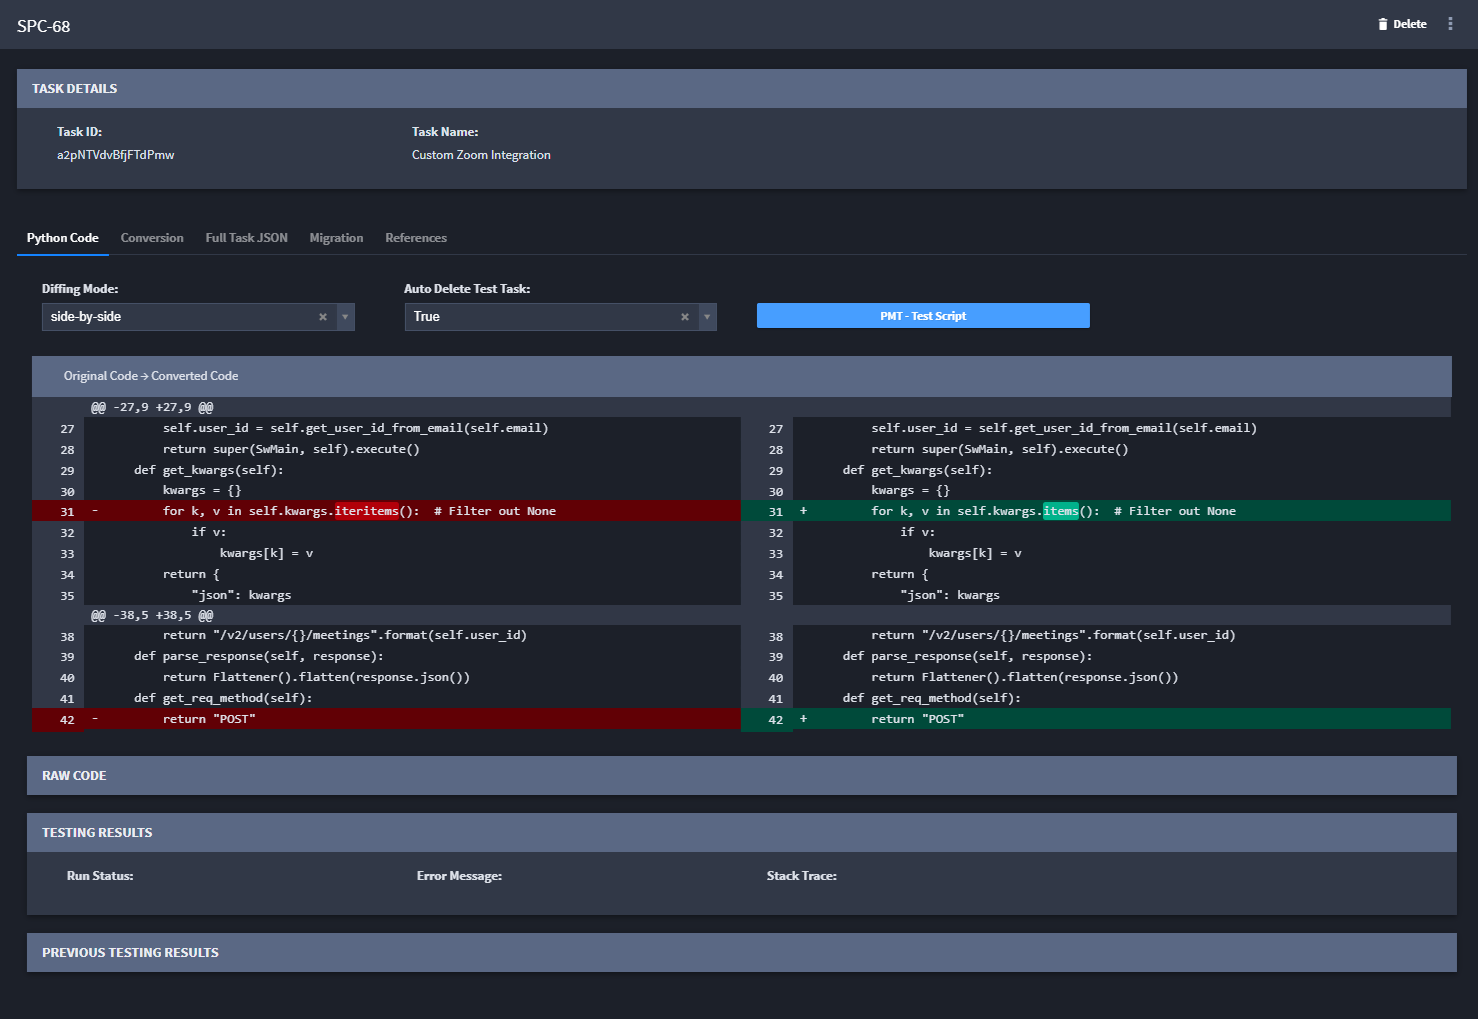 SPC-68
Delete
TASK DETAILS
Task ID: Task Name:
a2pNTVdvBfjFTdPmw Custom Zoom Integration
Python Code Conversion Full Task JSON Migration References
Diffing Mode: Auto Delete Test Task:
side-by-side × True × PMT - Test Script
Original Code → Converted Code
@@ -27,9 +27,9 @@
27 self.user_id = self.get_user_id_from_email(self.email) 27 self.user_id = self.get_user_id_from_email(self.email)
28 return super(SwMain, self).execute() 28 return super(SwMain, self).execute()
29 def get_kwargs(self): 29 def get_kwargs(self):
30 kwargs = {} 30 kwargs = {}
31 - for k, v in self.kwargs.iteritems():  # Filter out None 31 + for k, v in self.kwargs.items():  # Filter out None
32 if v: 32 if v:
33 kwargs[k] = v 33 kwargs[k] = v
34 return { 34 return {
35 "json": kwargs 35 "json": kwargs
@@ -38,5 +38,5 @@
38 return "/v2/users/{}/meetings".format(self.user_id) 38 return "/v2/users/{}/meetings".format(self.user_id)
39 def parse_response(self, response): 39 def parse_response(self, response):
40 return Flattener().flatten(response.json()) 40 return Flattener().flatten(response.json())
41 def get_req_method(self): 41 def get_req_method(self):
42 - return "POST" 42 + return "POST"
RAW CODE
TESTING RESULTS
Run Status: Error Message: Stack Trace:
PREVIOUS TESTING RESULTS